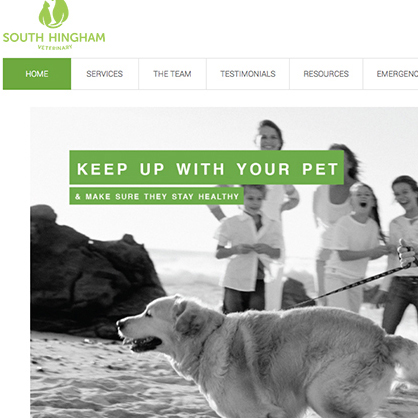 SOUTH HINGHAM
VETERINARY
HOME SERVICES THE TEAM TESTIMONIALS RESOURCES EMERGENC
KEEP UP WITH YOUR PET
& MAKE SURE THEY STAY HEALTHY